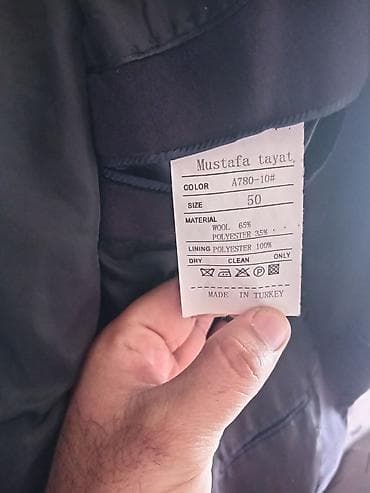 Mustafa tayat
COLOR A780-10#
SIZE 50
MATERIAL
WOOL 65%
POLYESTER 35%
LINING POLYESTER 100%
DRY CLEAN ONLY
P
MADE IN TURKEY